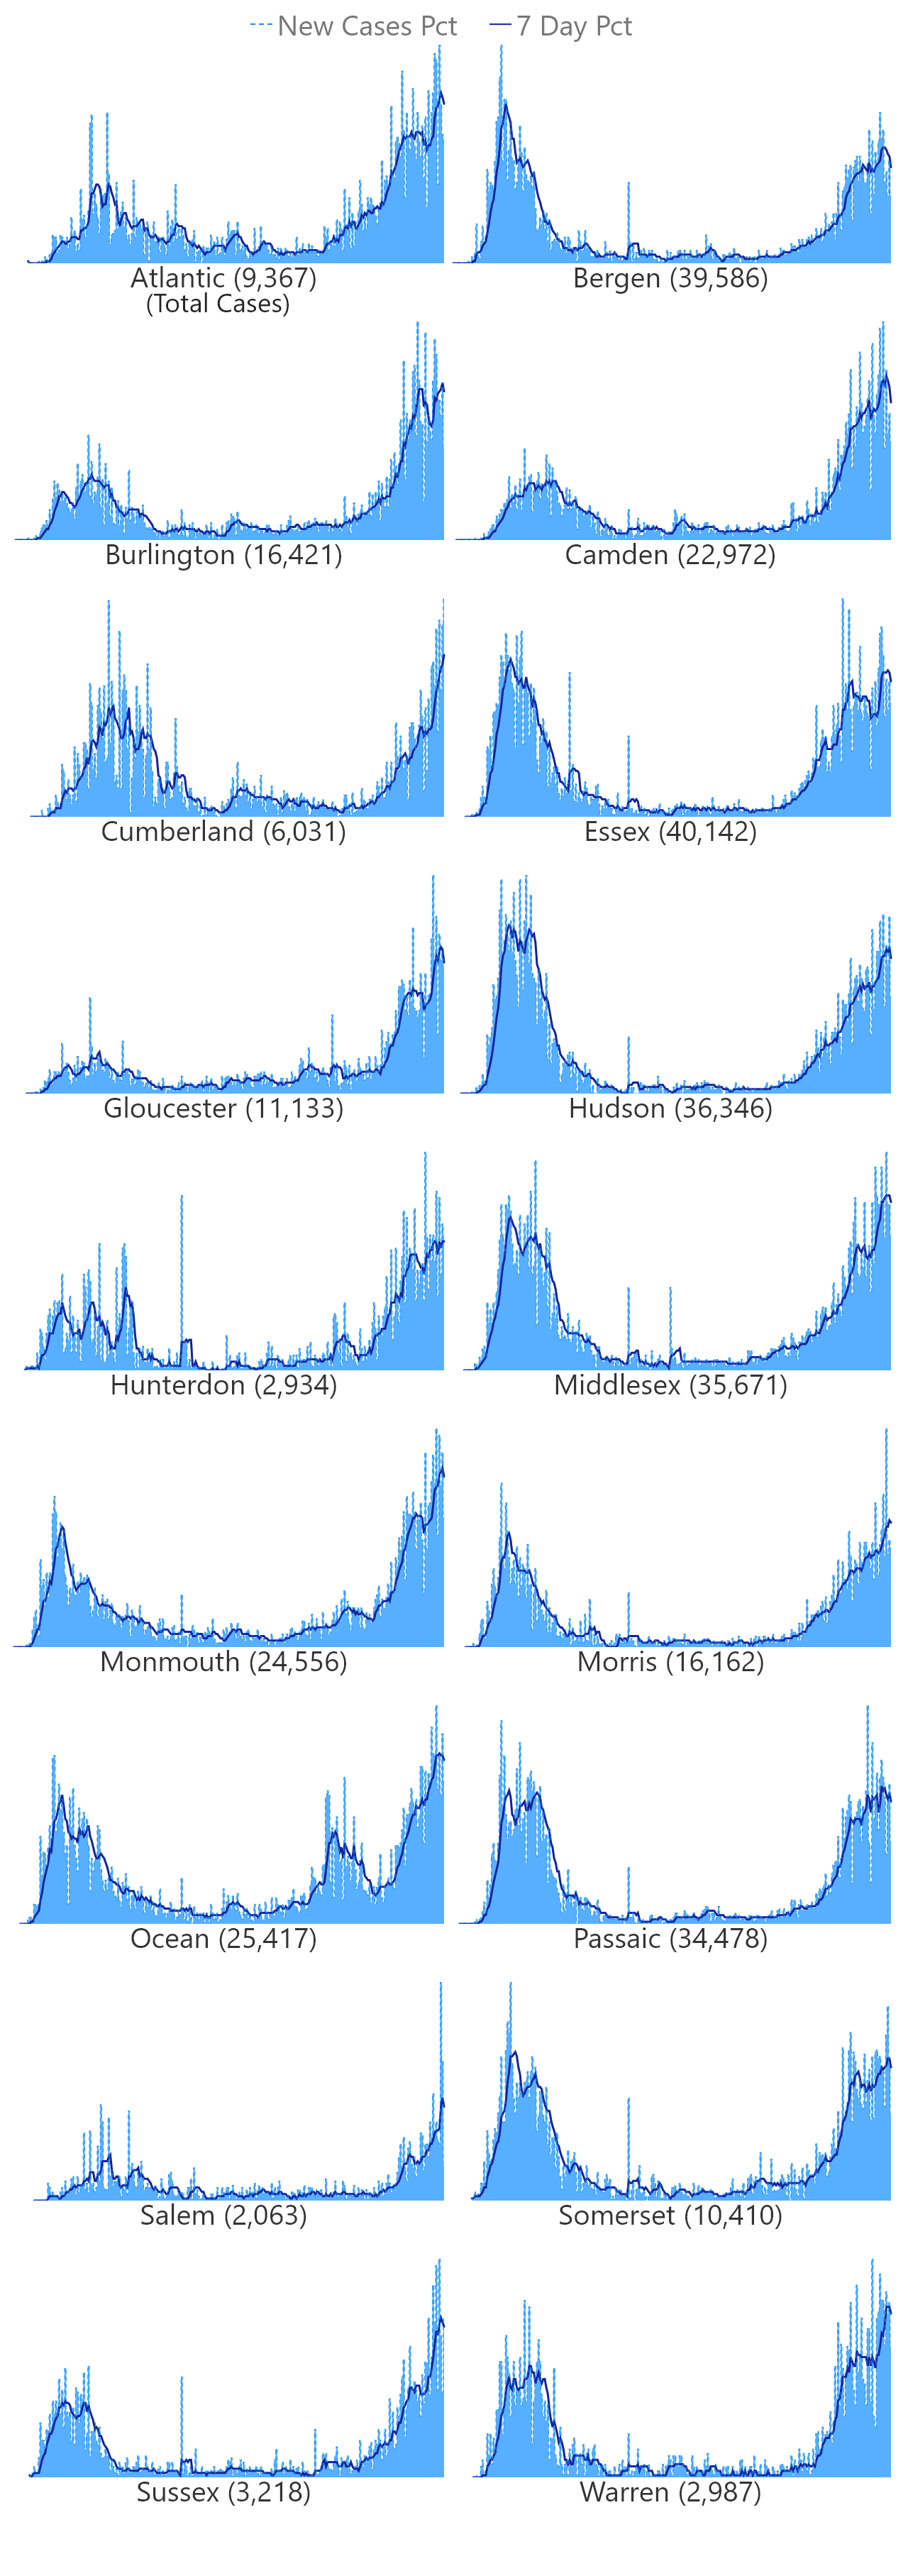 New Cases Pct 7 Day Pct
Atlantic (9,367) Bergen (39,586)
(Total Cases)
Burlington (16,421) Camden (22,972)
Cumberland (6,031) Essex (40,142)
Gloucester (11,133) Hudson (36,346)
Hunterdon (2,934) Middlesex (35,671)
Monmouth (24,556) Morris (16,162)
Ocean (25,417) Passaic (34,478)
Salem (2,063) Somerset (10,410)
Sussex (3,218) Warren (2,987)